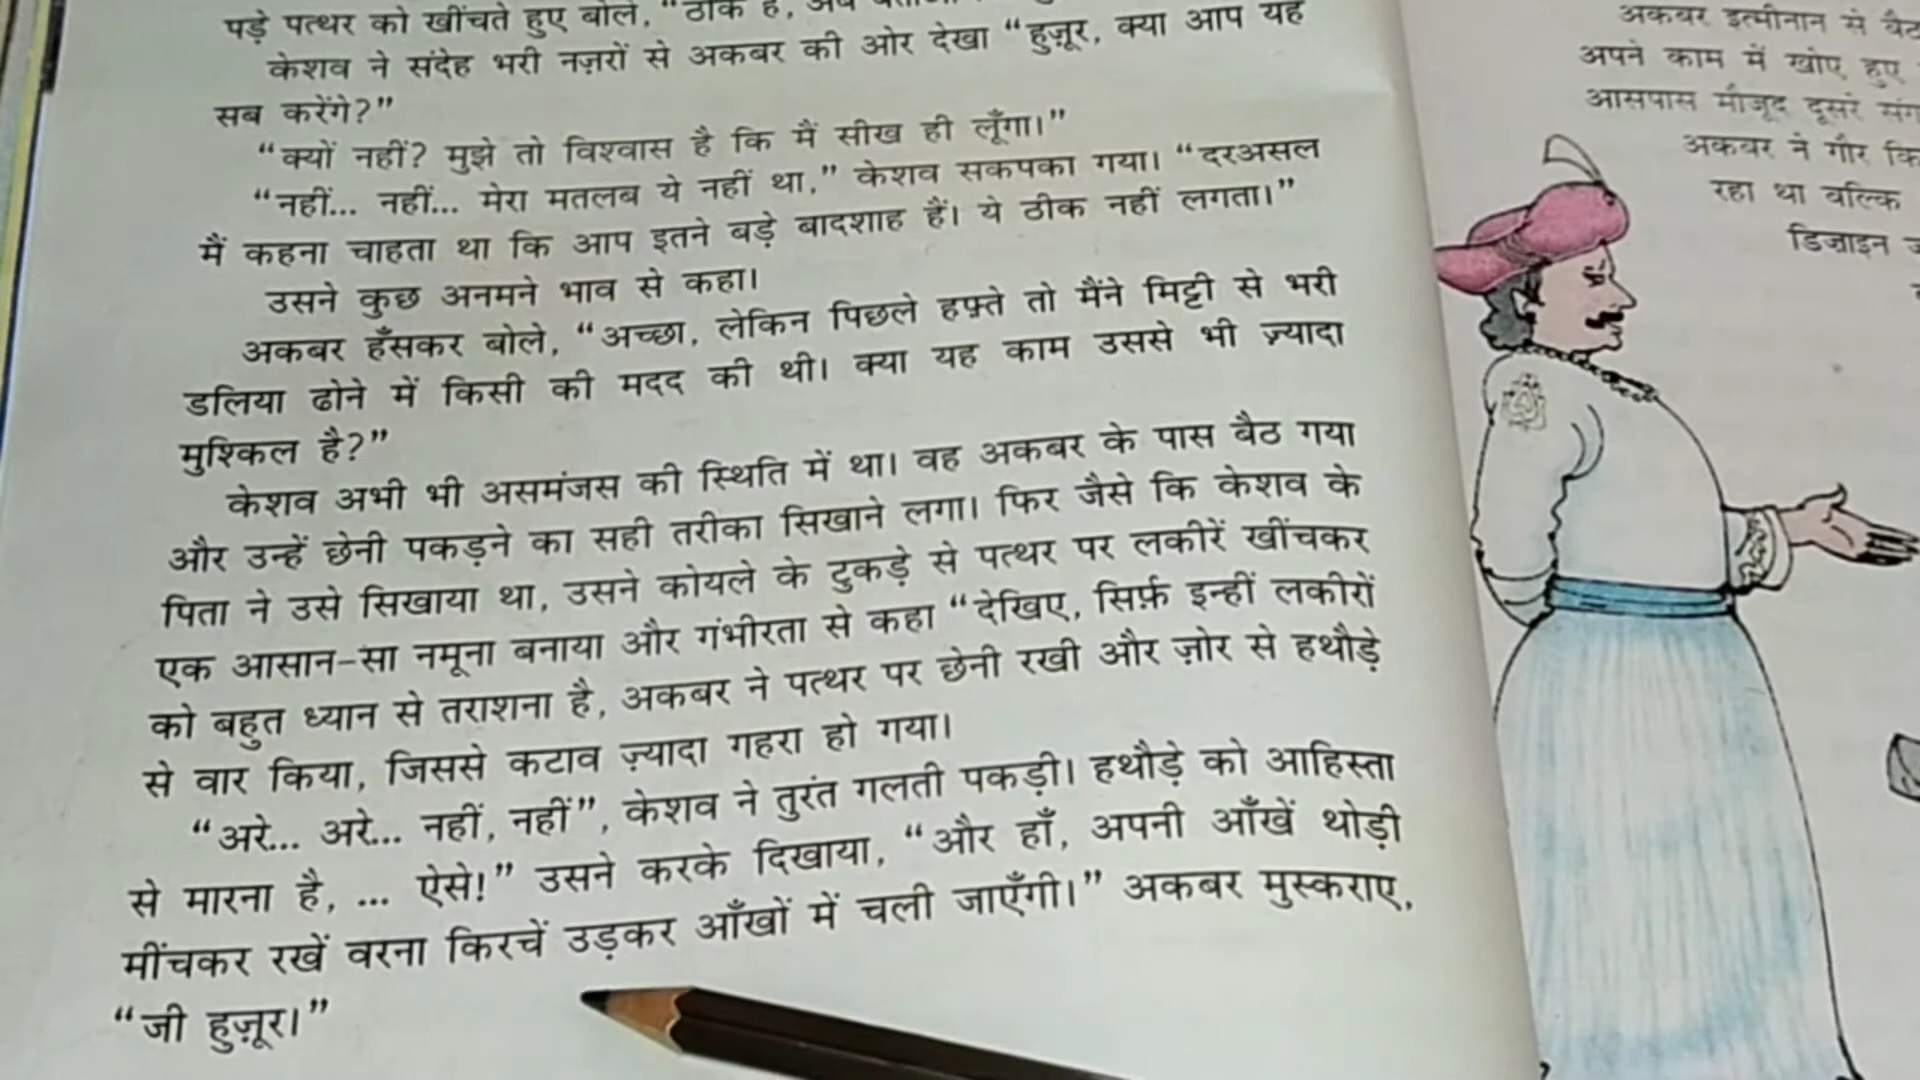 पड़े पत्थर को खींचते हुए बोले, “ठीक है,
केशव ने संदेह भरी नज़रों से अकबर की ओर देखा “हुज़ूर, क्या आप यह
सब करेंगे?”
“क्यों नहीं? मुझे तो विश्वास है कि मैं सीख ही लूँगा।”
“नहीं... नहीं... मेरा मतलब ये नहीं था,” केशव सकपका गया। “दरअसल
मैं कहना चाहता था कि आप इतने बड़े बादशाह हैं। ये ठीक नहीं लगता।”
उसने कुछ अनमने भाव से कहा।
अकबर हँसकर बोले, “अच्छा, लेकिन पिछले हफ़्ते तो मैंने मिट्टी से भरी
डलिया ढोने में किसी की मदद की थी। क्या यह काम उससे भी ज़्यादा
मुश्किल है?”
केशव अभी भी असमंजस की स्थिति में था। वह अकबर के पास बैठ गया
और उन्हें छेनी पकड़ने का सही तरीका सिखाने लगा। फिर जैसे कि केशव के
पिता ने उसे सिखाया था, उसने कोयले के टुकड़े से पत्थर पर लकीरें खींचकर
एक आसान-सा नमूना बनाया और गंभीरता से कहा “देखिए, सिर्फ़ इन्हीं लकीरों
को बहुत ध्यान से तराशना है, अकबर ने पत्थर पर छेनी रखी और ज़ोर से हथौड़े
से वार किया, जिससे कटाव ज़्यादा गहरा हो गया।
“अरे... अरे... नहीं, नहीं”, केशव ने तुरंत गलती पकड़ी। हथौड़े को आहिस्ता
से मारना है, ... ऐसे!” उसने करके दिखाया, “और हाँ, अपनी आँखें थोड़ी
मींचकर रखें वरना किरचें उड़कर आँखों में चली जाएँगी।” अकबर मुस्कराए,
“जी हुज़ूर।”
अकबर इत्मीनान से
अपने काम में खोए हुए
आसपास मौजूद दूसरे
अकबर ने गौर
रहा था बल्कि
डिज़ाइन